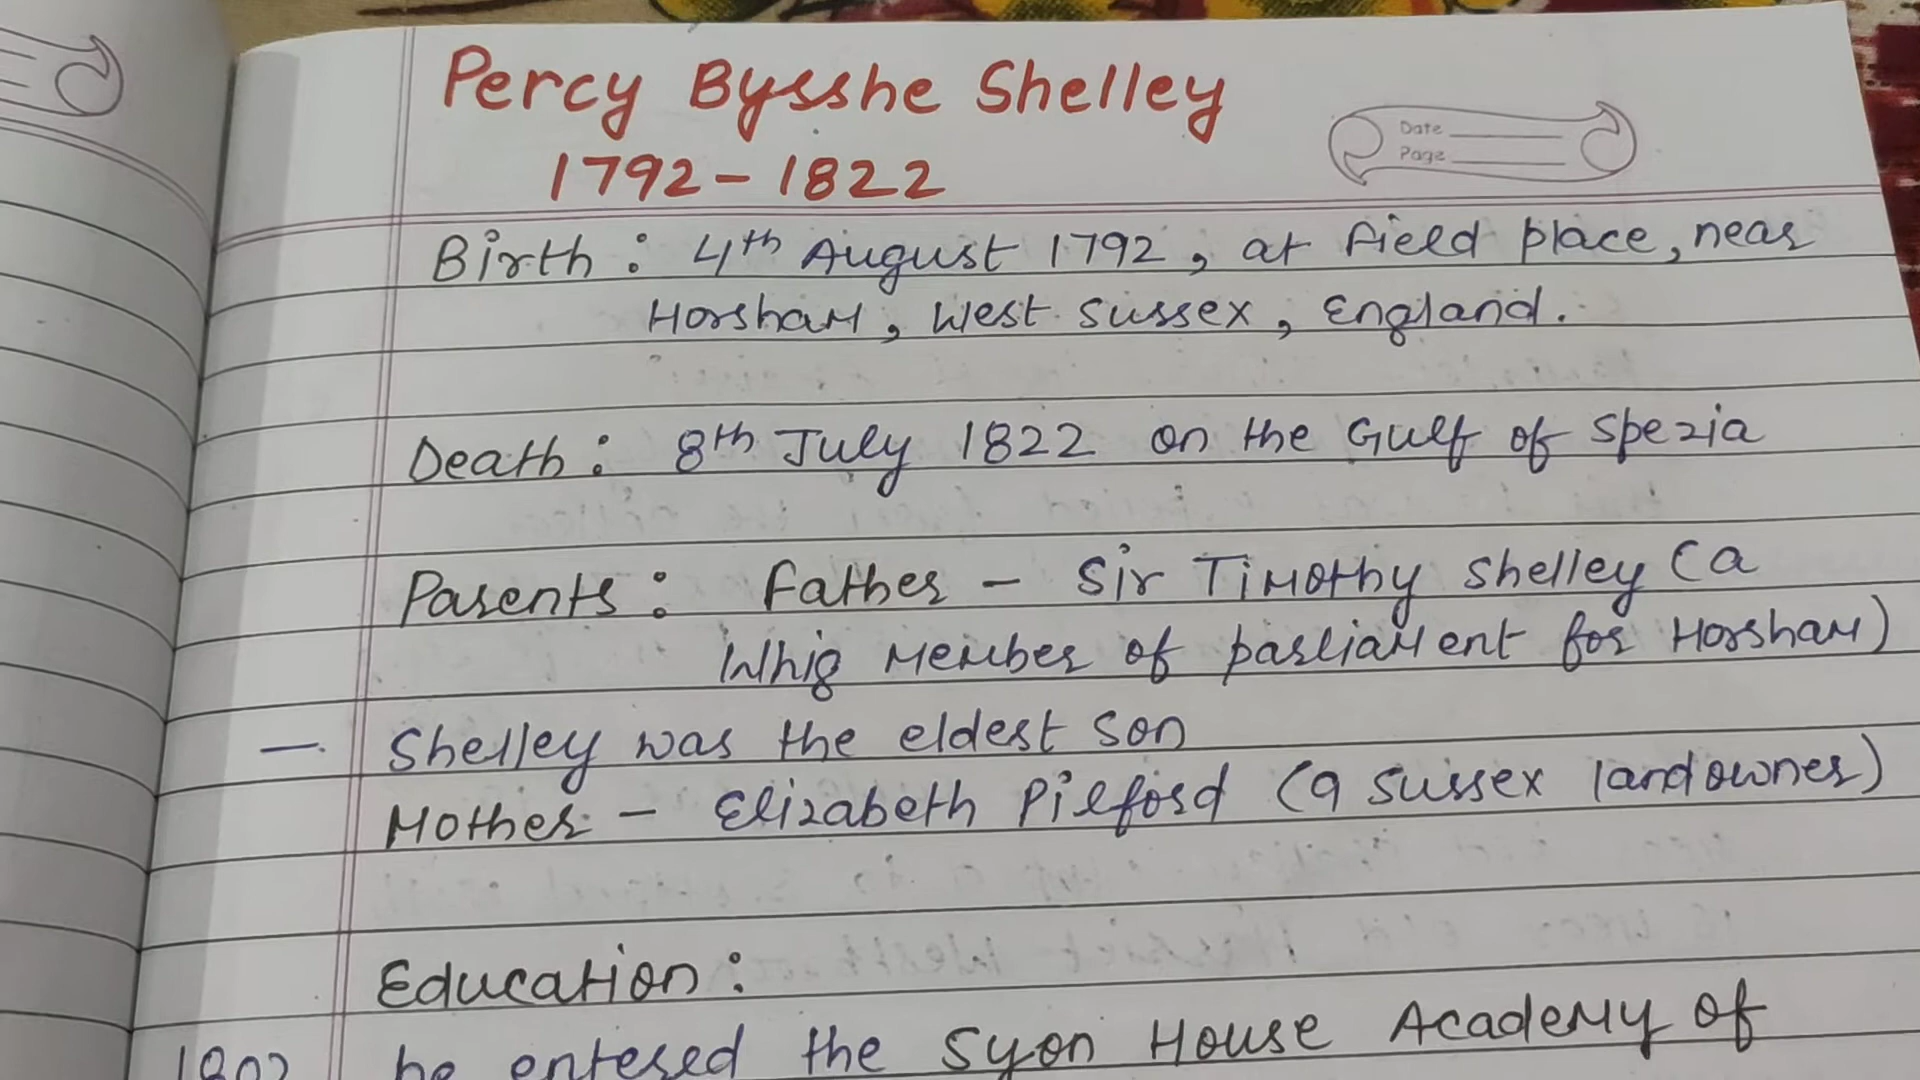 Percy Bysshe Shelley
1792-1822
Date
Page
Birth: 4th August 1792, at field place, near
Horsham, West Sussex, England.
Death: 8th July 1822 on the Gulf of Spezia
Parents: Father - Sir Timothy Shelley (a
Whig Member of parliament for Horsham)
— Shelley was the eldest son
Mother - Elizabeth Pilford (a Sussex landowner)
Education:
1802 he entered the Syon House Academy of